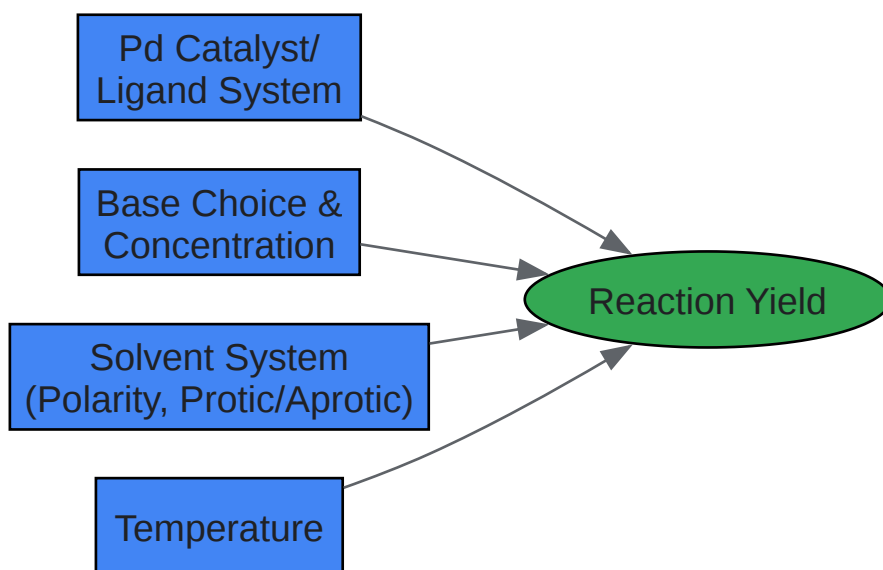 Pd Catalyst/
Ligand System
Base Choice &
Concentration
Reaction Yield
Solvent System
(Polarity, Protic/Aprotic)
Temperature